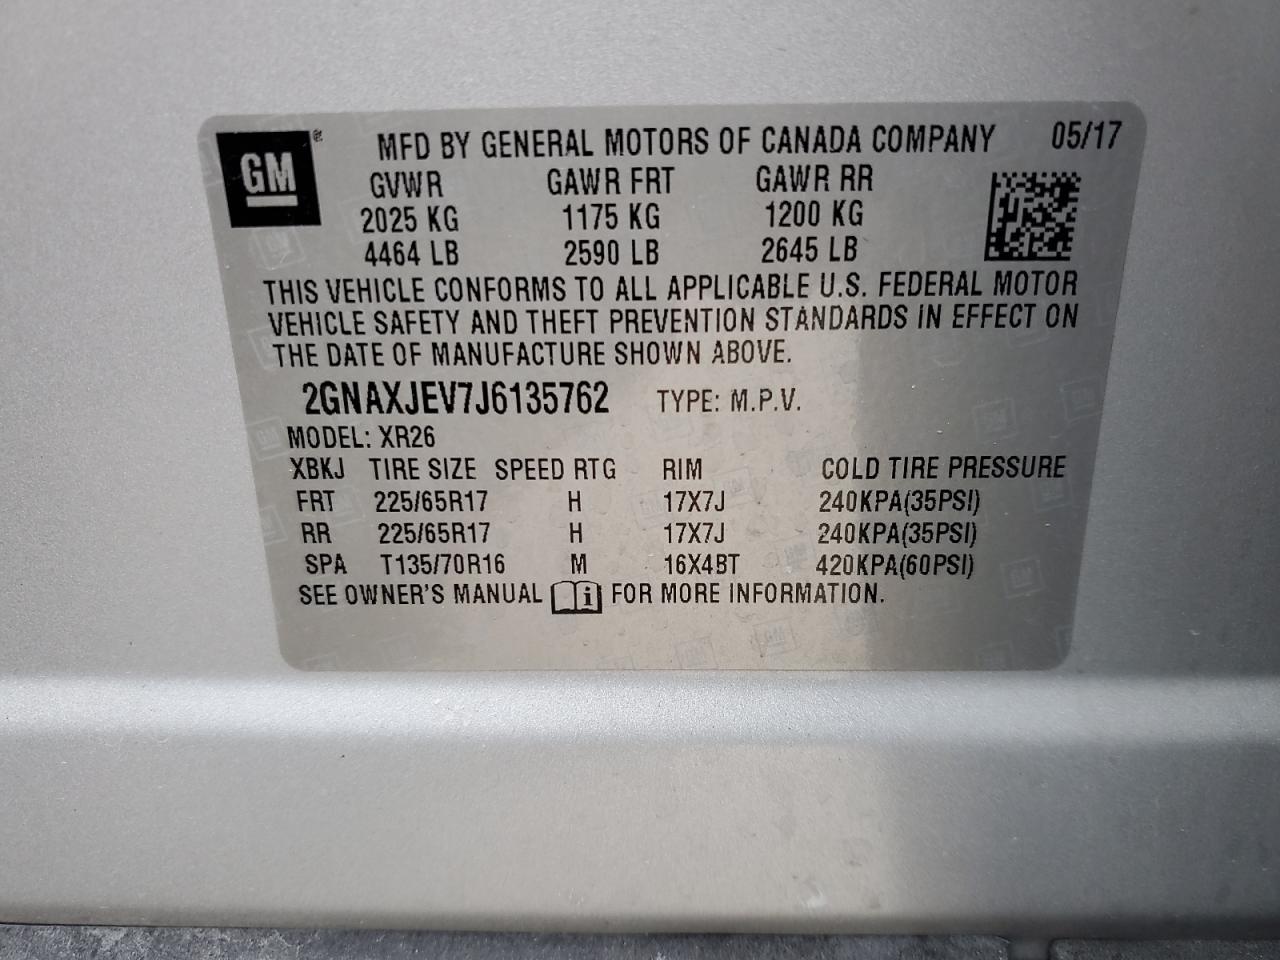 GM ® MFD BY GENERAL MOTORS OF CANADA COMPANY 05/17
GVWR GAWR FRT GAWR RR
2025 KG 1175 KG 1200 KG
4464 LB 2590 LB 2645 LB
THIS VEHICLE CONFORMS TO ALL APPLICABLE U.S. FEDERAL MOTOR
VEHICLE SAFETY AND THEFT PREVENTION STANDARDS IN EFFECT ON
THE DATE OF MANUFACTURE SHOWN ABOVE.
2GNAXJEV7J6135762 TYPE: M.P.V.
MODEL: XR26
XBKJ TIRE SIZE SPEED RTG RIM COLD TIRE PRESSURE
FRT 225/65R17 H 17X7J 240KPA(35PSI)
RR 225/65R17 H 17X7J 240KPA(35PSI)
SPA T135/70R16 M 16X4BT 420KPA(60PSI)
SEE OWNER'S MANUAL i FOR MORE INFORMATION.